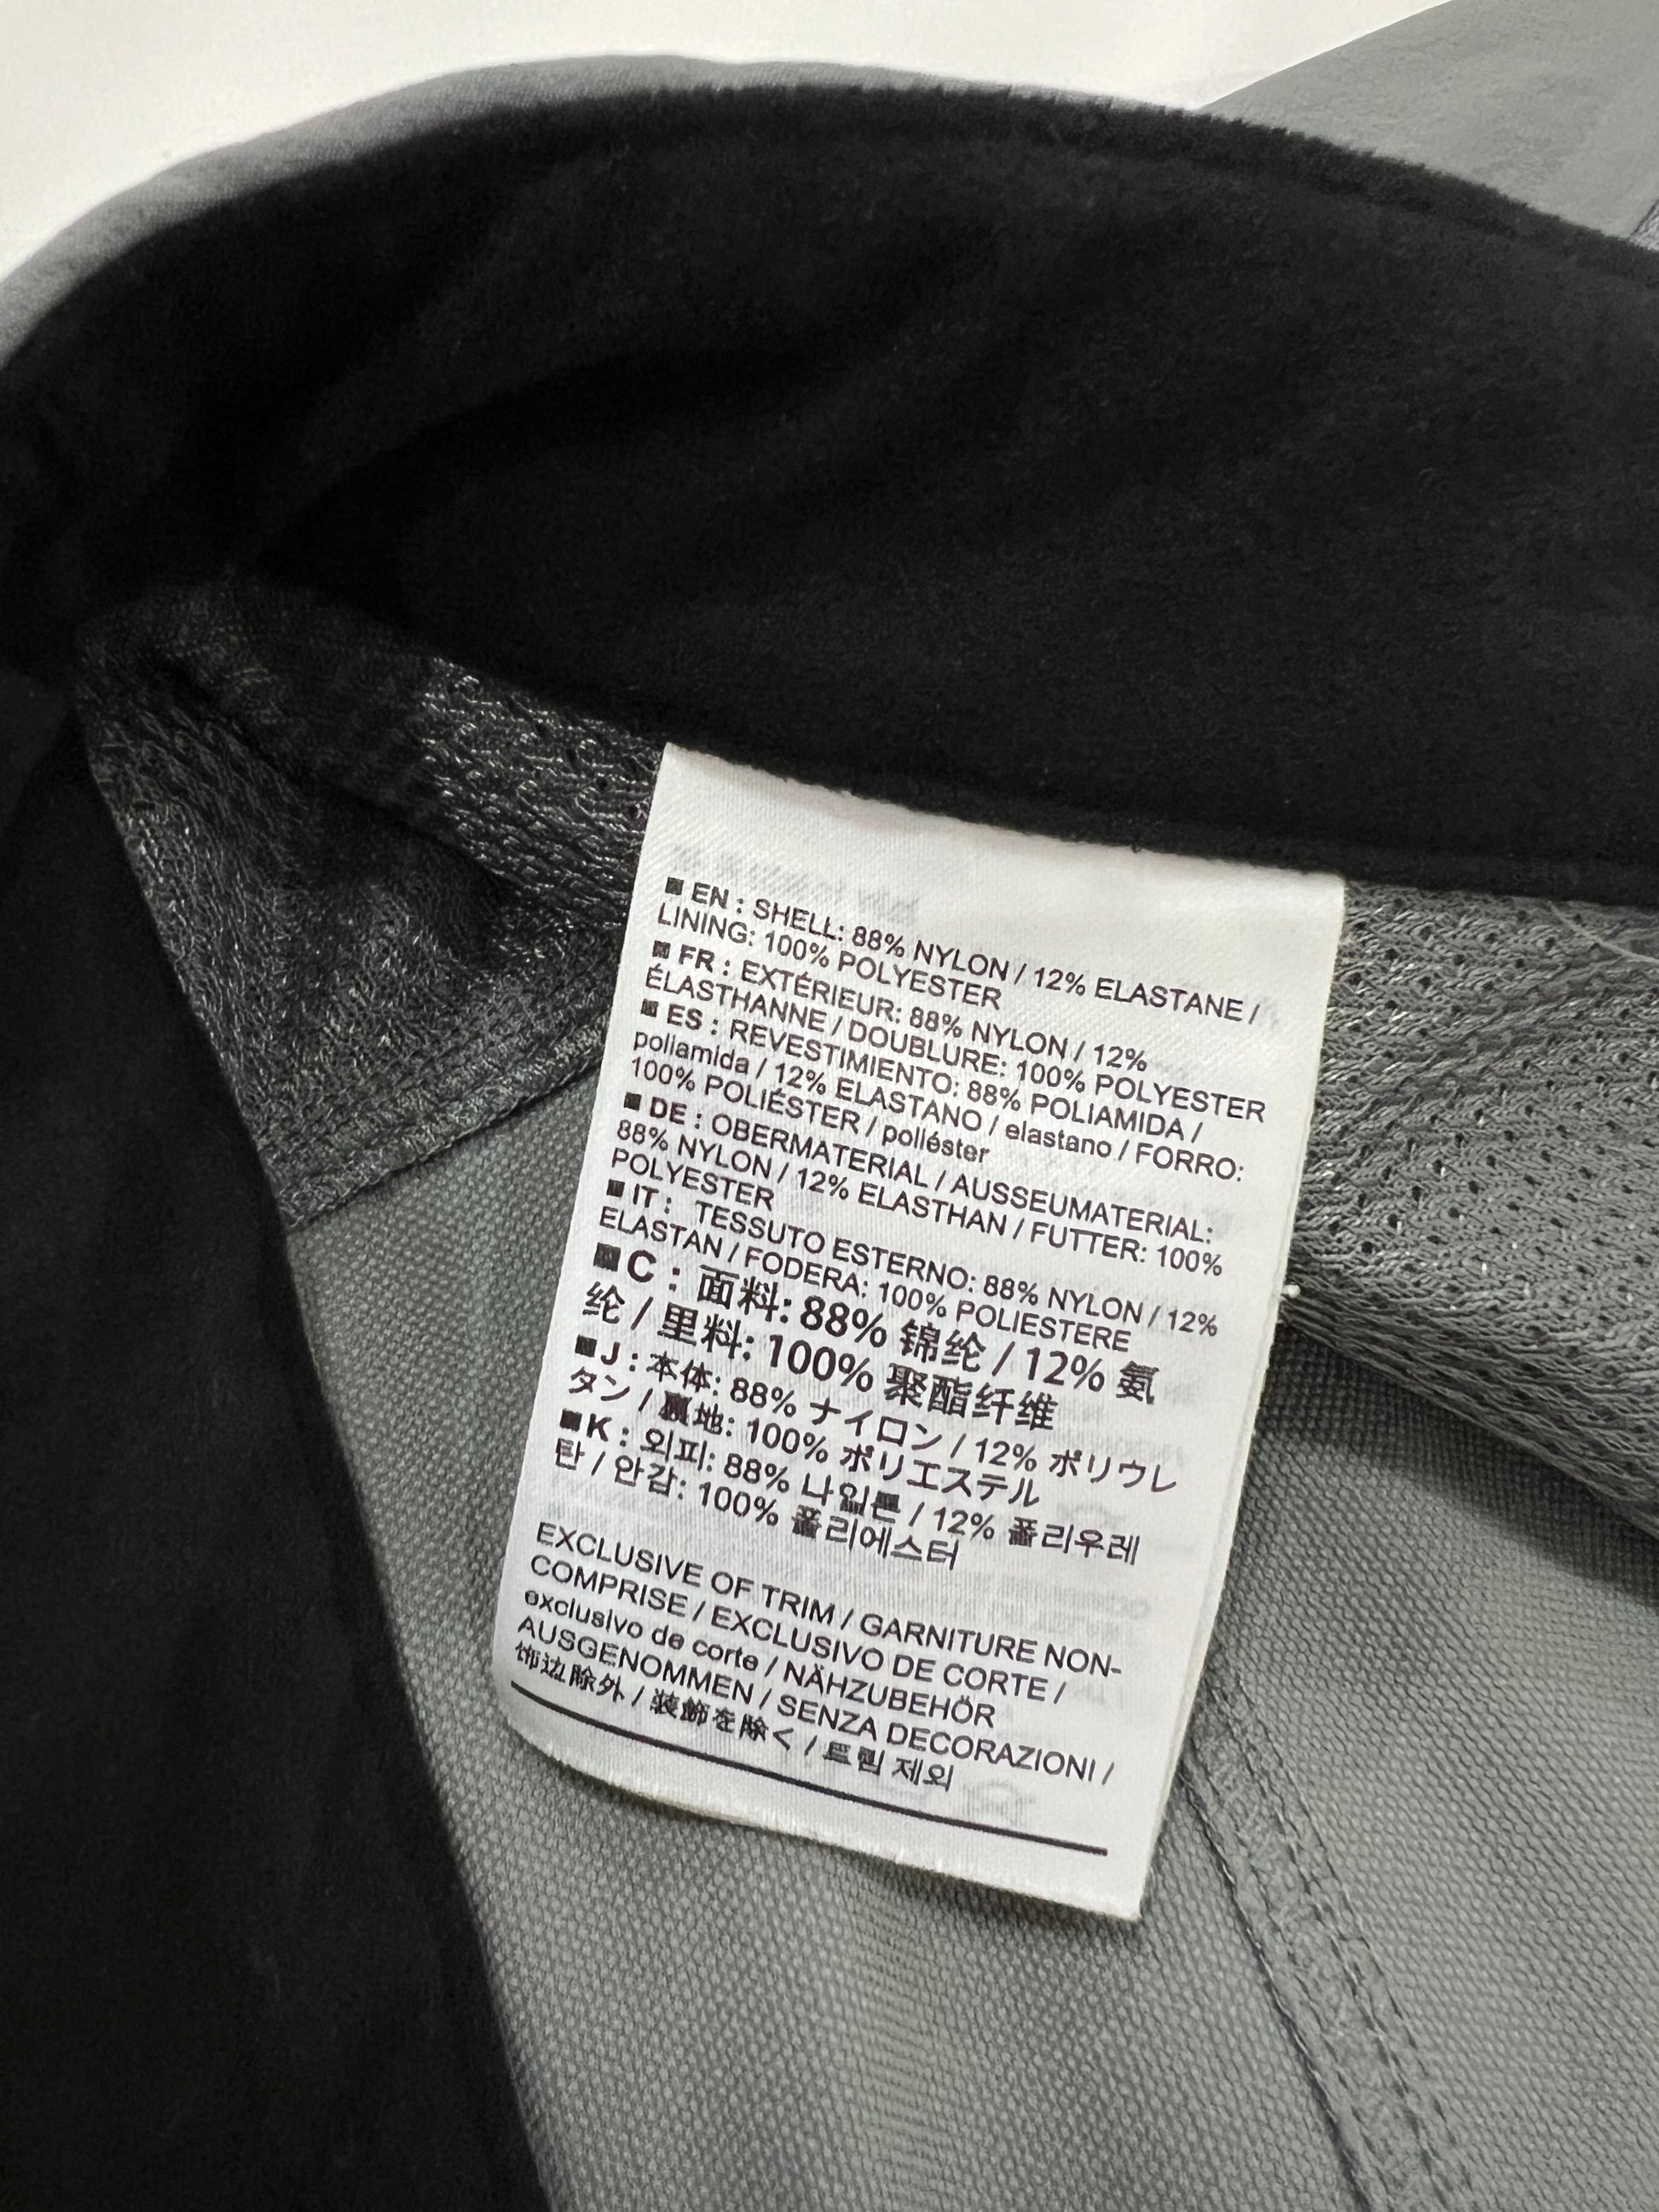 ■ EN : SHELL: 88% NYLON / 12% ELASTANE /
LINING: 100% POLYESTER
■ FR : EXTÉRIEUR: 88% NYLON / 12%
ÉLASTHANNE / DOUBLURE: 100% POLYESTER
■ ES : REVESTIMIENTO: 88% POLIAMIDA /
poliamida / 12% ELASTANO / elastano / FORRO:
100% POLIÉSTER / poliéster
■ DE : OBERMATERIAL / AUSSEUMATERIAL:
88% NYLON / 12% ELASTHAN / FUTTER: 100%
POLYESTER
■ IT : TESSUTO ESTERNO: 88% NYLON / 12%
ELASTAN / FODERA: 100% POLIESTERE
■ C : 面料: 88% 锦纶 / 12% 氨
纶 / 里料: 100% 聚酯纤维
■ J : 本体: 88% ナイロン / 12% ポリウレ
タン / 裏地: 100% ポリエステル
■ K : 외피: 88% 나일론 / 12% 폴리우레
탄 / 안감: 100% 폴리에스터
EXCLUSIVE OF TRIM / GARNITURE NON-
COMPRISE / EXCLUSIVO DE CORTE /
exclusivo de corte / NÄHZUBEHÖR
AUSGENOMMEN / SENZA DECORAZIONI /
饰边除外 / 装飾を除く / 트림 제외